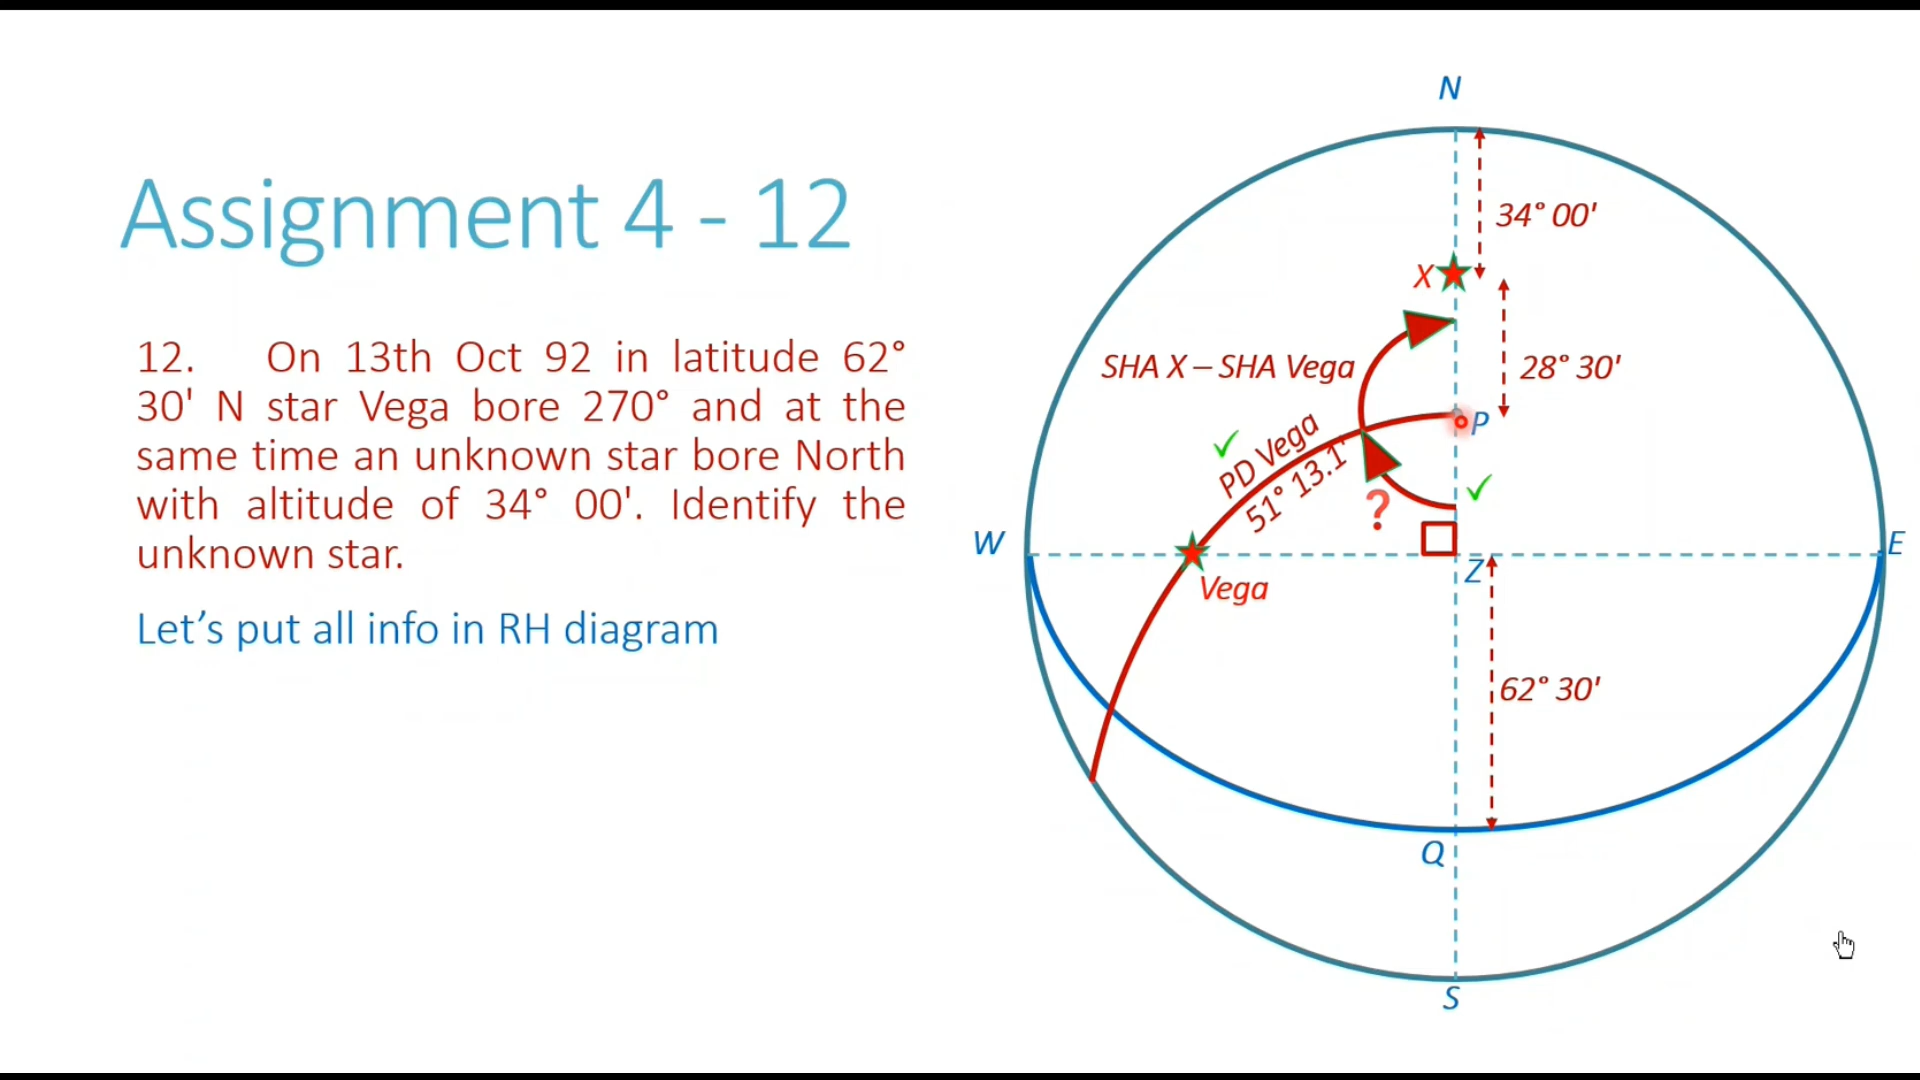 Assignment 4 - 12
12. On 13th Oct 92 in latitude 62°
30' N star Vega bore 270° and at the
same time an unknown star bore North
with altitude of 34° 00'. Identify the
unknown star.
Let's put all info in RH diagram
N
34° 00'
X
SHA X – SHA Vega
28° 30'
P
PD Vega
51° 13.1'
?
W
E
Z
Vega
62° 30'
Q
S